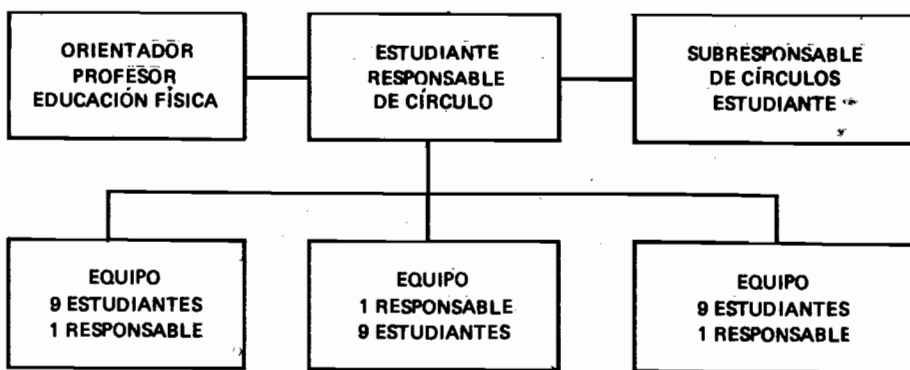 ORIENTADOR
PROFESOR
EDUCACIÓN FÍSICA
ESTUDIANTE
RESPONSABLE
DE CÍRCULO
SUBRESPONSABLE
DE CÍRCULOS
ESTUDIANTE
EQUIPO
9 ESTUDIANTES
1 RESPONSABLE
EQUIPO
1 RESPONSABLE
9 ESTUDIANTES
EQUIPO
9 ESTUDIANTES
1 RESPONSABLE